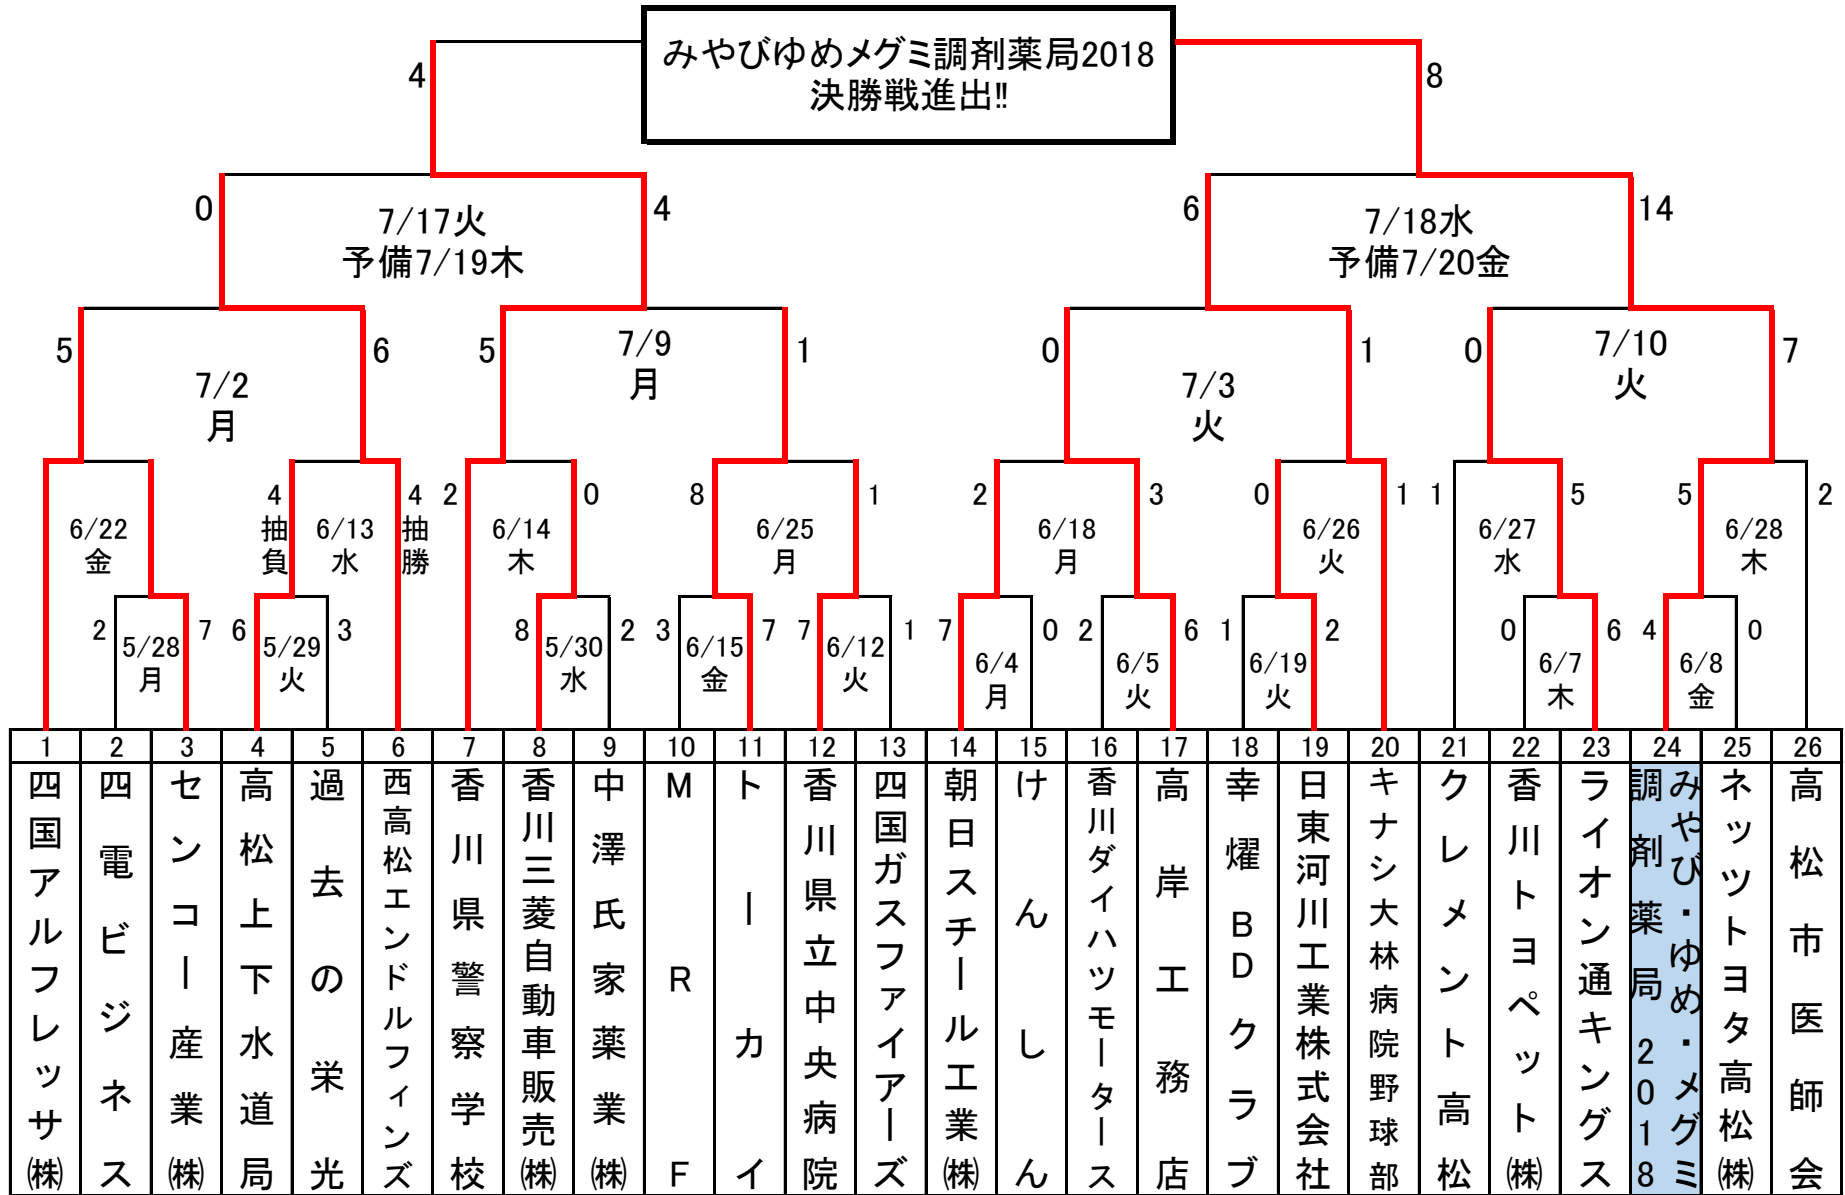 みやびゆめメグミ調剤薬局2018
決勝戦進出!!
4
8
0
7/17火
予備7/19木
4
6
7/18水
予備7/20金
14
5
7/2
月
6
5
7/9
月
1
0
7/3
火
1
0
7/10
火
7
6/22
金
4
抽
負
6/13
水
4
抽
勝
2
6/14
木
0
8
6/25
月
1
2
6/18
月
3
0
6/26
火
1
1
6/27
水
5
5
6/28
木
2
2
5/28
月
7
6
5/29
火
3
8
5/30
水
2
3
6/15
金
7
7
6/12
火
1
7
6/4
月
0
2
6/5
火
6
1
6/19
火
2
0
6/7
木
6
4
6/8
金
0
1 2 3 4 5 6 7 8 9 10 11 12 13 14 15 16 17 18 19 20 21 22 23 24 25 26
四国アルフレッサ㈱
四電ビジネス
センコー産業㈱
高松上下水道局
過去の栄光
西高松エンドルフィンズ
香川県警察学校
香川三菱自動車販売㈱
中澤氏家薬業㈱
MRF
トーカイ
香川県立中央病院
四国ガスファイアーズ
朝日スチール工業㈱
けんしん
香川ダイハツモータース
高岸工務店
幸燿BDクラブ
日東河川工業株式会社
キナシ大林病院野球部
クレメント高松
香川トヨペット㈱
ライオン通キングス
みやび・ゆめ・メグミ
調剤薬局2018
ネッツトヨタ高松㈱
高松市医師会